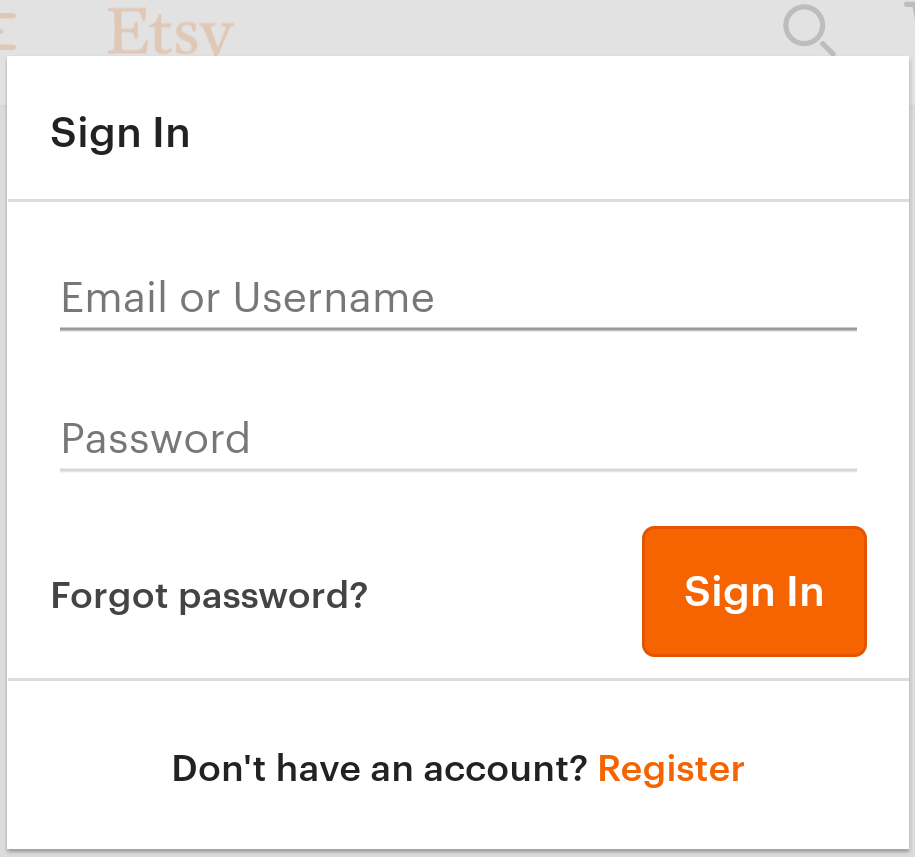 Etsy
Sign In
Email or Username
Password
Forgot password?
Sign In
Don't have an account? Register